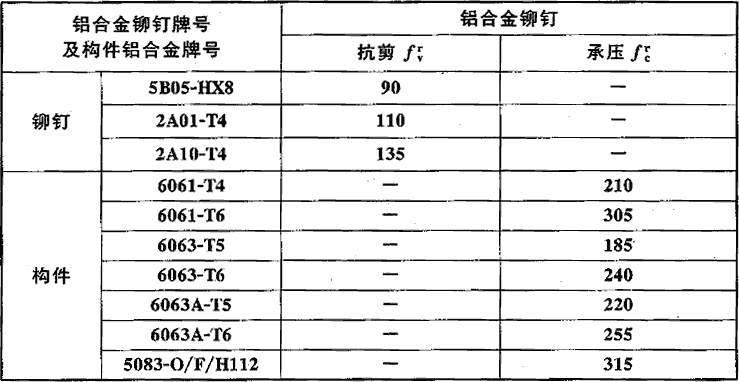 铝合金铆钉牌号
及构件铝合金牌号
铝合金铆钉
抗剪 f_v^r
承压 f_c^r
铆钉
5B05-HX8 90 —
2A01-T4 110 —
2A10-T4 135 —
构件
6061-T4 — 210
6061-T6 — 305
6063-T5 — 185
6063-T6 — 240
6063A-T5 — 220
6063A-T6 — 255
5083-O/F/H112 — 315